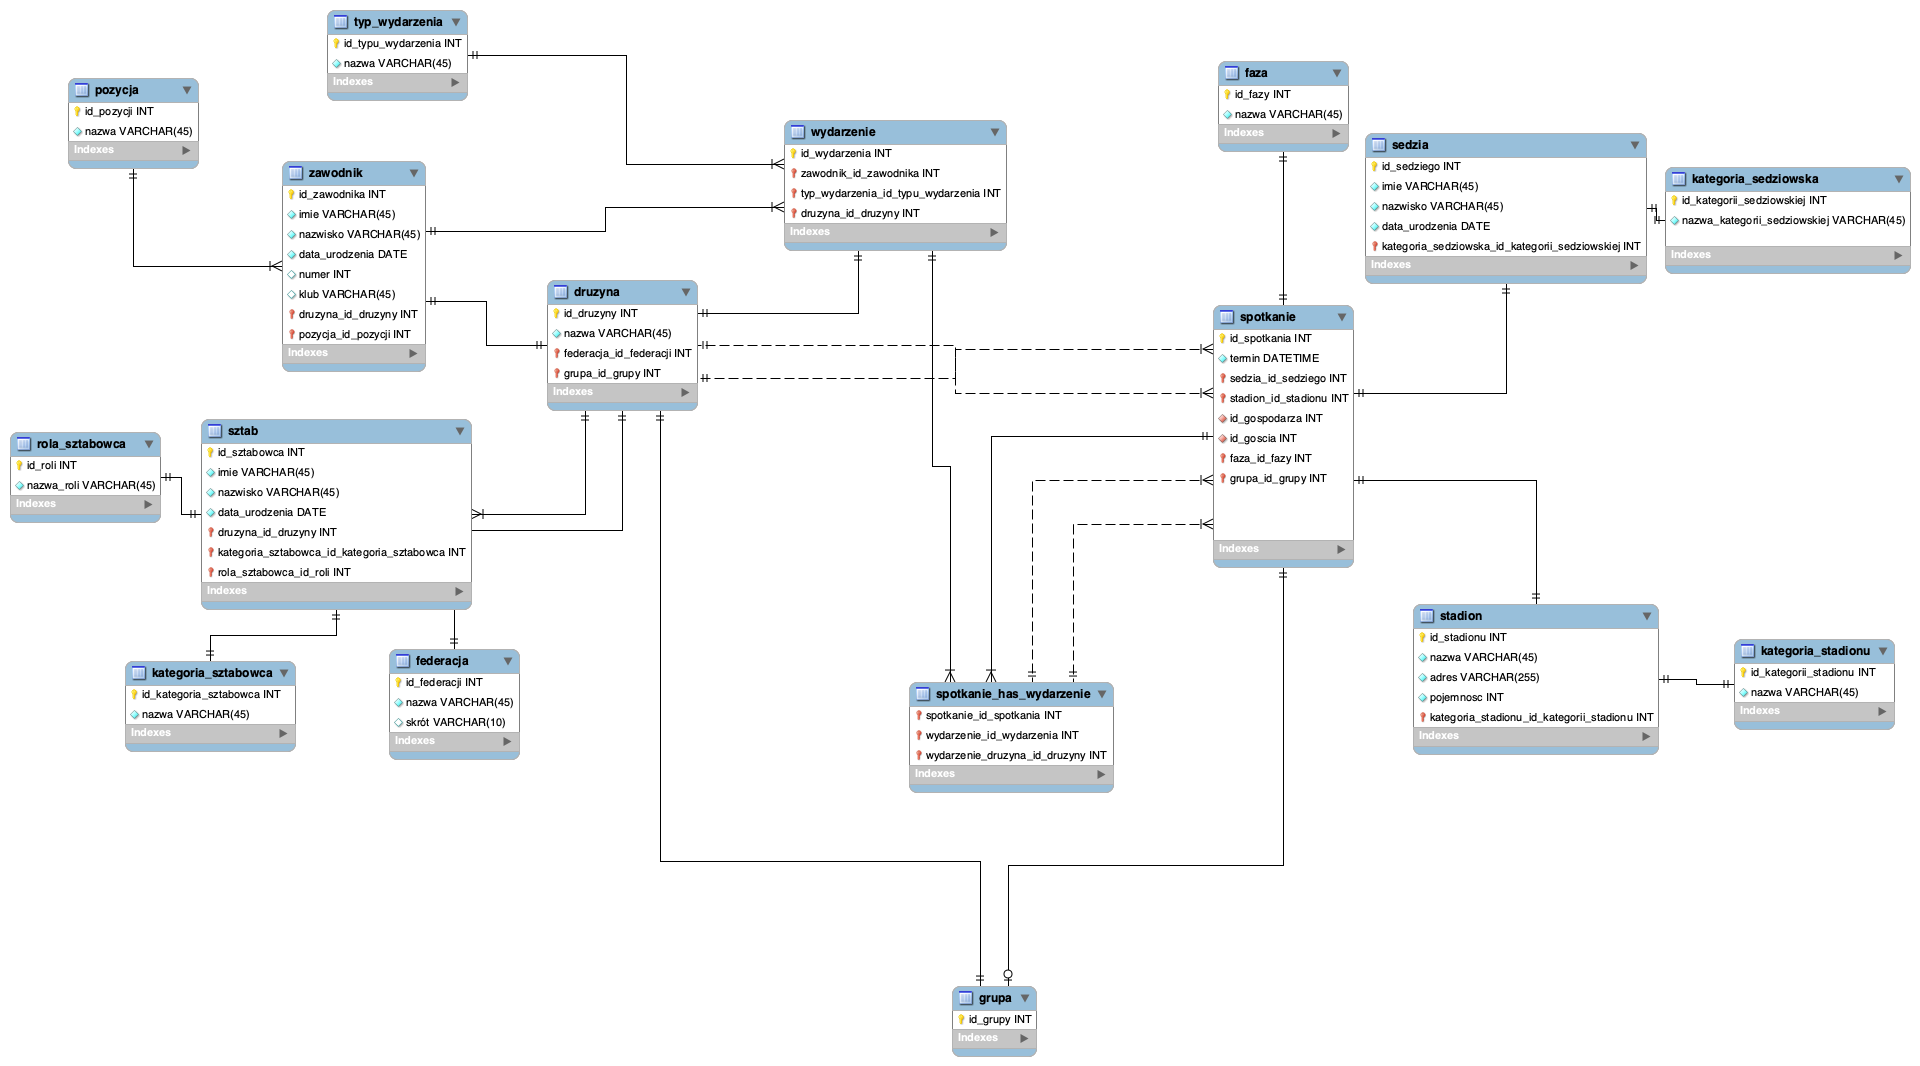 typ_wydarzenia
id_typu_wydarzenia INT
nazwa VARCHAR(45)
Indexes
pozycja
id_pozycji INT
nazwa VARCHAR(45)
Indexes
zawodnik
id_zawodnika INT
imie VARCHAR(45)
nazwisko VARCHAR(45)
data_urodzenia DATE
numer INT
klub VARCHAR(45)
druzyna_id_druzyny INT
pozycja_id_pozycji INT
Indexes
wydarzenie
id_wydarzenia INT
zawodnik_id_zawodnika INT
typ_wydarzenia_id_typu_wydarzenia INT
druzyna_id_druzyny INT
Indexes
faza
id_fazy INT
nazwa VARCHAR(45)
Indexes
sedzia
id_sedziego INT
imie VARCHAR(45)
nazwisko VARCHAR(45)
data_urodzenia DATE
kategoria_sedziowska_id_kategorii_sedziowskiej INT
Indexes
kategoria_sedziowska
id_kategorii_sedziowskiej INT
nazwa_kategorii_sedziowskiej VARCHAR(45)
Indexes
druzyna
id_druzyny INT
nazwa VARCHAR(45)
federacja_id_federacji INT
grupa_id_grupy INT
Indexes
spotkanie
id_spotkania INT
termin DATETIME
sedzia_id_sedziego INT
stadion_id_stadionu INT
id_gospodarza INT
id_goscia INT
faza_id_fazy INT
grupa_id_grupy INT
Indexes
rola_sztabowca
id_roli INT
nazwa_roli VARCHAR(45)
Indexes
sztab
id_sztabowca INT
imie VARCHAR(45)
nazwisko VARCHAR(45)
data_urodzenia DATE
druzyna_id_druzyny INT
kategoria_sztabowca_id_kategoria_sztabowca INT
rola_sztabowca_id_roli INT
Indexes
kategoria_sztabowca
id_kategoria_sztabowca INT
nazwa VARCHAR(45)
Indexes
federacja
id_federacji INT
nazwa VARCHAR(45)
skrót VARCHAR(10)
Indexes
spotkanie_has_wydarzenie
spotkanie_id_spotkania INT
wydarzenie_id_wydarzenia INT
wydarzenie_druzyna_id_druzyny INT
Indexes
stadion
id_stadionu INT
nazwa VARCHAR(45)
adres VARCHAR(255)
pojemnosc INT
kategoria_stadionu_id_kategorii_stadionu INT
Indexes
kategoria_stadionu
id_kategorii_stadionu INT
nazwa VARCHAR(45)
Indexes
grupa
id_grupy INT
Indexes